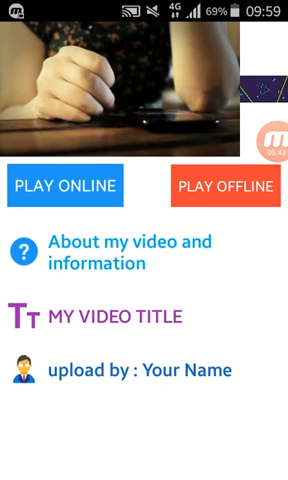 4G 69% 09:59
05:43
PLAY ONLINE
PLAY OFFLINE
About my video and
information
TT MY VIDEO TITLE
upload by : Your Name